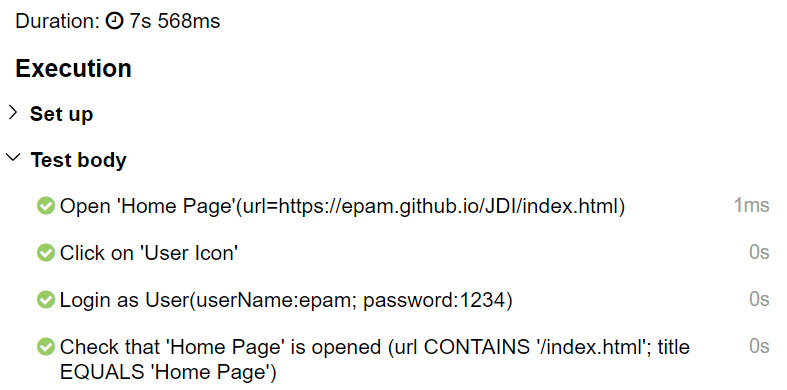 Duration: 7s 568ms
Execution
Set up
Test body
Open 'Home Page'(url=https://epam.github.io/JDI/index.html) 1ms
Click on 'User Icon' 0s
Login as User(userName:epam; password:1234) 0s
Check that 'Home Page' is opened (url CONTAINS '/index.html'; title 0s
EQUALS 'Home Page')